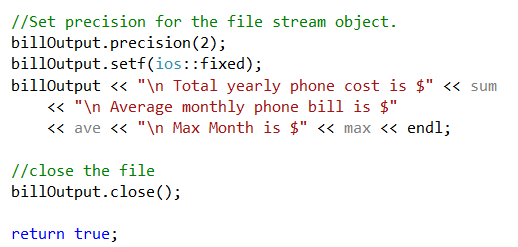 //Set precision for the file stream object.
billOutput.precision(2);
billOutput.setf(ios::fixed);
billOutput << "\n Total yearly phone cost is $" << sum
    << "\n Average monthly phone bill is $"
    << ave << "\n Max Month is $" << max << endl;

//close the file
billOutput.close();

return true;